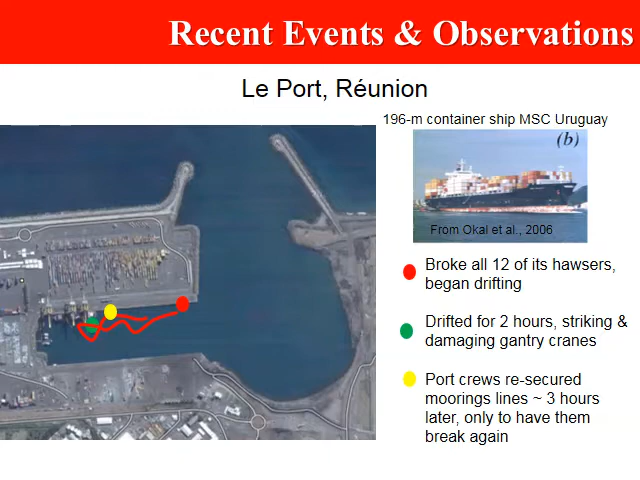 Recent Events & Observations
Le Port, Réunion
196-m container ship MSC Uruguay
(b)
From Okal et al., 2006
Broke all 12 of its hawsers,
began drifting
Drifted for 2 hours, striking &
damaging gantry cranes
Port crews re-secured
moorings lines ~ 3 hours
later, only to have them
break again